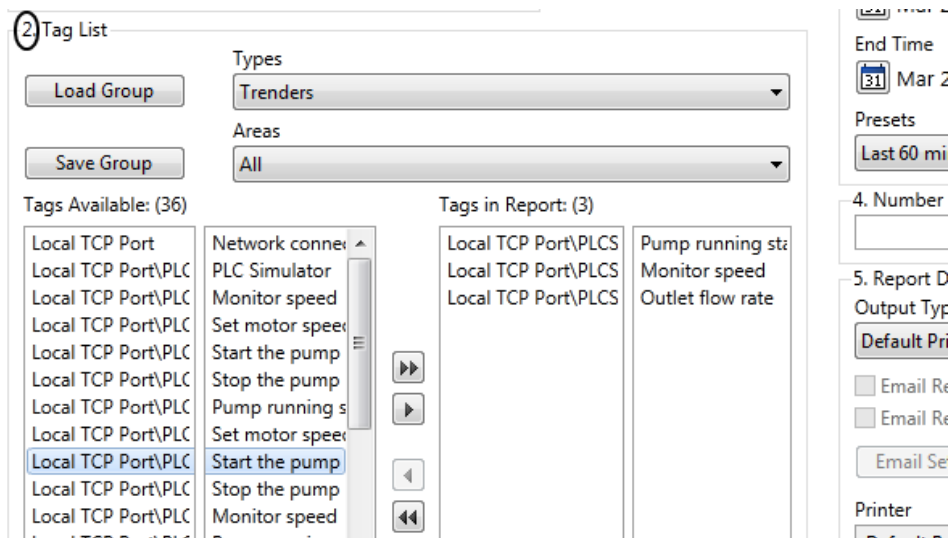 2. Tag List
Types
Load Group
Trenders
Areas
Save Group
All
Tags Available: (36)
Tags in Report: (3)
Local TCP Port
Network connec
Local TCP Port\PLC
PLC Simulator
Local TCP Port\PLC
Monitor speed
Local TCP Port\PLC
Set motor speed
Local TCP Port\PLC
Start the pump
Local TCP Port\PLC
Stop the pump
Local TCP Port\PLC
Pump running s
Local TCP Port\PLC
Set motor speed
Local TCP Port\PLC
Start the pump
Local TCP Port\PLC
Stop the pump
Local TCP Port\PLC
Monitor speed
Local TCP Port\PLCS
Pump running sta
Local TCP Port\PLCS
Monitor speed
Local TCP Port\PLCS
Outlet flow rate
End Time
31 Mar 2
Presets
Last 60 mi
4. Number
5. Report D
Output Typ
Default Pri
Email Re
Email Re
Email Se
Printer